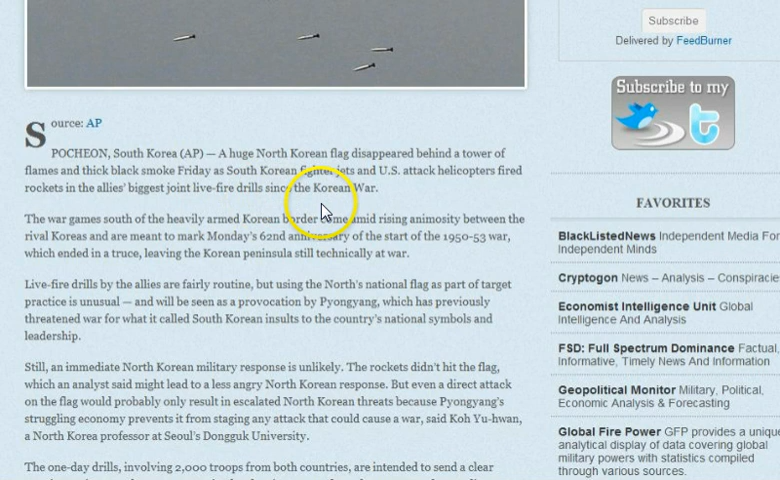 Subscribe
Delivered by FeedBurner
Subscribe to my
t
Source: AP
POCHEON, South Korea (AP) — A huge North Korean flag disappeared behind a tower of
flames and thick black smoke Friday as South Korean fighter jets and U.S. attack helicopters fired
rockets in the allies' biggest joint live-fire drills since the Korean War.
The war games south of the heavily armed Korean border come amid rising animosity between the
rival Koreas and are meant to mark Monday's 62nd anniversary of the start of the 1950-53 war,
which ended in a truce, leaving the Korean peninsula still technically at war.
Live-fire drills by the allies are fairly routine, but using the North's national flag as part of target
practice is unusual — and will be seen as a provocation by Pyongyang, which has previously
threatened war for what it called South Korean insults to the country's national symbols and
leadership.
Still, an immediate North Korean military response is unlikely. The rockets didn't hit the flag,
which an analyst said might lead to a less angry North Korean response. But even a direct attack
on the flag would probably only result in escalated North Korean threats because Pyongyang's
struggling economy prevents it from staging any attack that could cause a war, said Koh Yu-hwan,
a North Korea professor at Seoul's Dongguk University.
The one-day drills, involving 2,000 troops from both countries, are intended to send a clear
FAVORITES
BlackListedNews Independent Media For
Independent Minds
Cryptogon News – Analysis – Conspiracie
Economist Intelligence Unit Global
Intelligence And Analysis
FSD: Full Spectrum Dominance Factual,
Informative, Timely News And Information
Geopolitical Monitor Military, Political,
Economic Analysis & Forecasting
Global Fire Power GFP provides a unique
analytical display of data covering global
military powers with statistics compiled
through various sources.